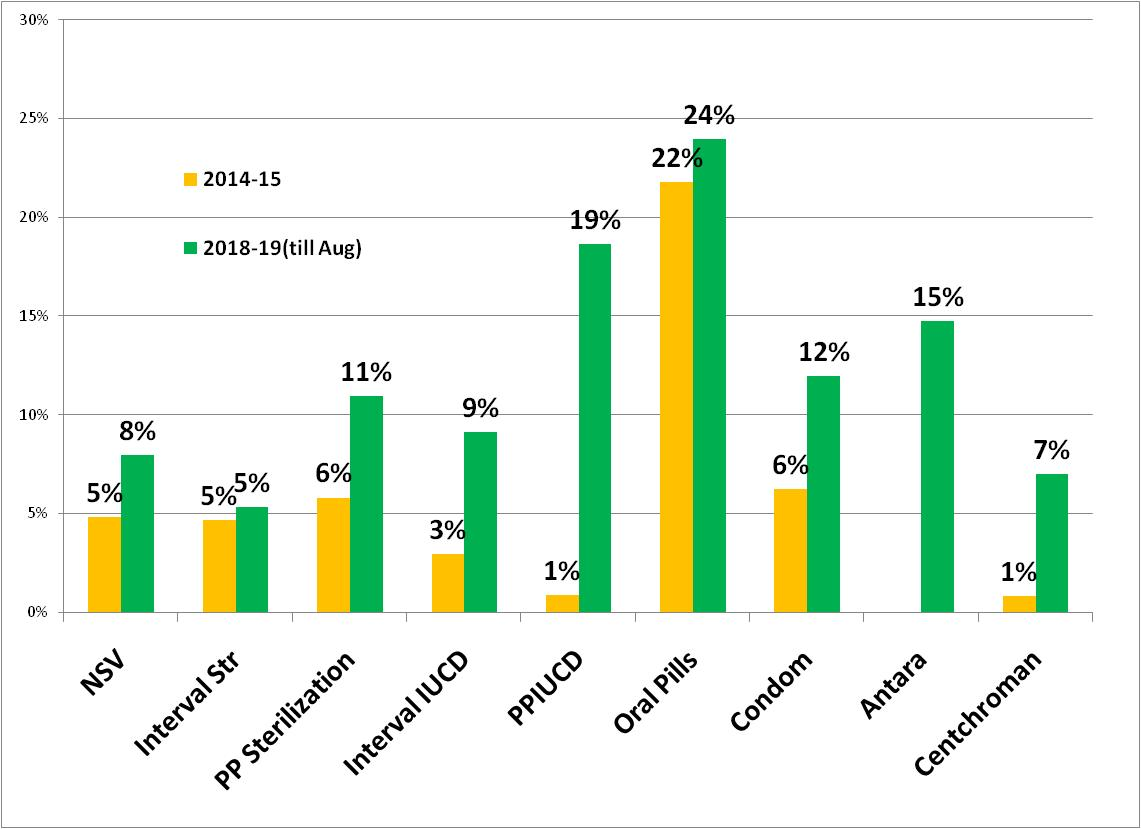 30%
25%
20%
15%
10%
5%
0%
2014-15
2018-19(till Aug)
5%
8%
5%
5%
6%
11%
3%
9%
1%
19%
22%
24%
6%
12%
15%
1%
7%
NSV
Interval Str
PP Sterilization
Interval IUCD
PPIUCD
Oral Pills
Condom
Antara
Centchroman